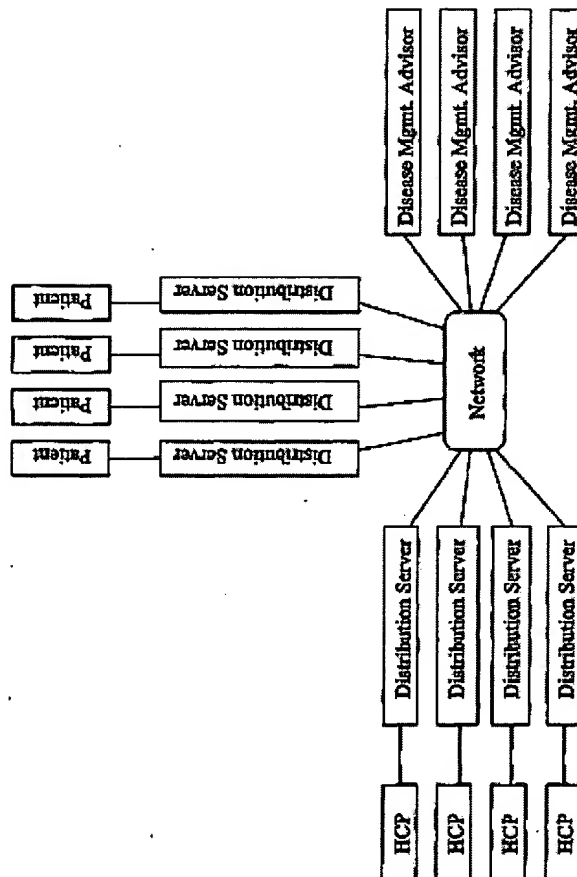 Disease Mgmt. Advisor
Disease Mgmt. Advisor
Disease Mgmt. Advisor
Disease Mgmt. Advisor
Patient
Distribution Server
Patient
Distribution Server
Patient
Distribution Server
Patient
Distribution Server
Network
Distribution Server
Distribution Server
Distribution Server
Distribution Server
HCP
HCP
HCP
HCP